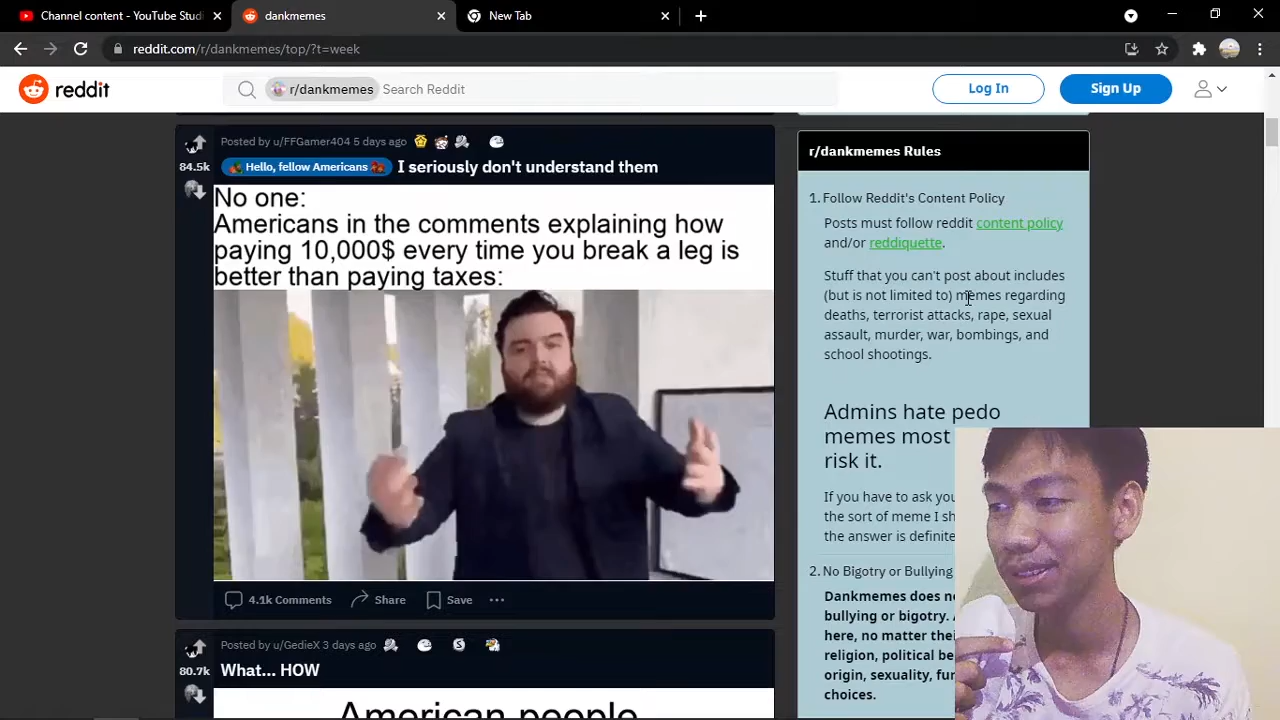 Channel content - YouTube Studi
dankmemes
New Tab
reddit.com/r/dankmemes/top/?t=week
reddit
r/dankmemes Search Reddit
Log In
Sign Up
Posted by u/FFGamer404 5 days ago
84.5k
Hello, fellow Americans I seriously don't understand them
No one:
Americans in the comments explaining how
paying 10,000$ every time you break a leg is
better than paying taxes:
4.1k Comments Share Save
Posted by u/GedieX 3 days ago
80.7k
What... HOW
American people
r/dankmemes Rules
1. Follow Reddit's Content Policy
Posts must follow reddit content policy
and/or reddiquette.
Stuff that you can't post about includes
(but is not limited to) memes regarding
deaths, terrorist attacks, rape, sexual
assault, murder, war, bombings, and
school shootings.
Admins hate pedo
memes most
risk it.
If you have to ask you
the sort of meme I sh
the answer is definite
2. No Bigotry or Bullying
Dankmemes does no
bullying or bigotry.
here, no matter thei
religion, political be
origin, sexuality, fur
choices.